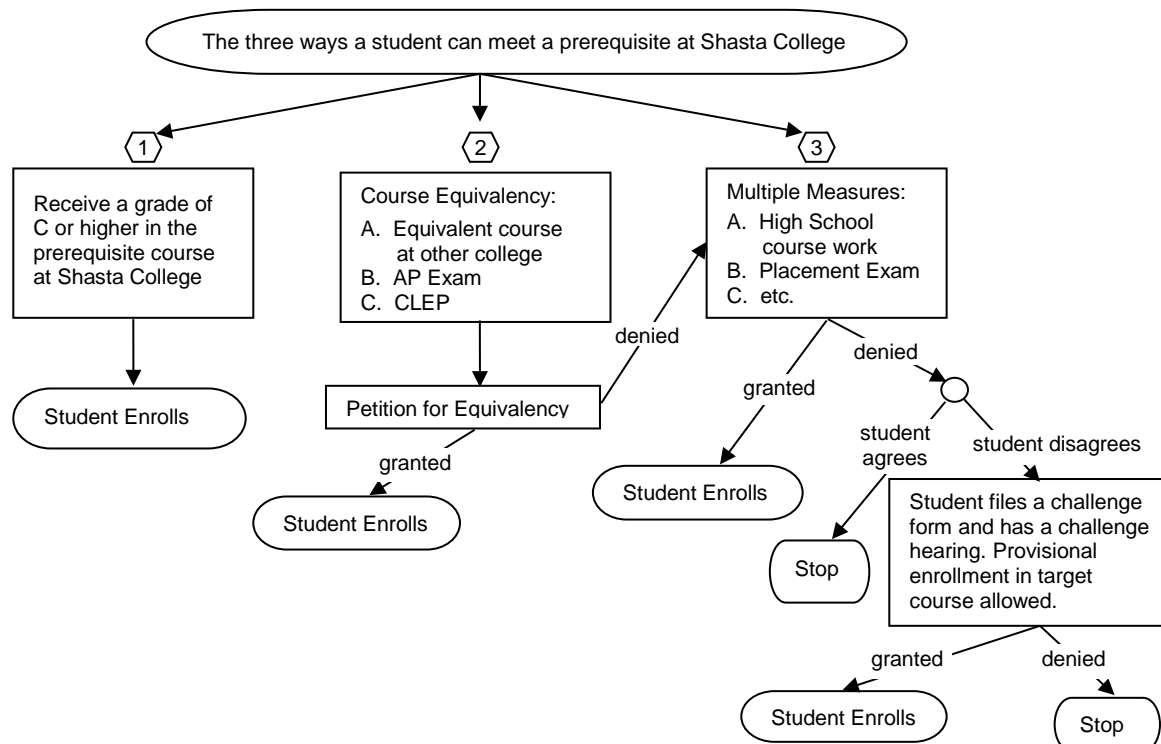 The three ways a student can meet a prerequisite at Shasta College
1
2
3
Receive a grade of
C or higher in the
prerequisite course
at Shasta College
Student Enrolls
Course Equivalency:
A. Equivalent course
at other college
B. AP Exam
C. CLEP
Petition for Equivalency
granted
Student Enrolls
denied
Multiple Measures:
A. High School
course work
B. Placement Exam
C. etc.
granted
Student Enrolls
denied
student
agrees
Stop
student disagrees
Student files a challenge
form and has a challenge
hearing. Provisional
enrollment in target
course allowed.
granted
Student Enrolls
denied
Stop